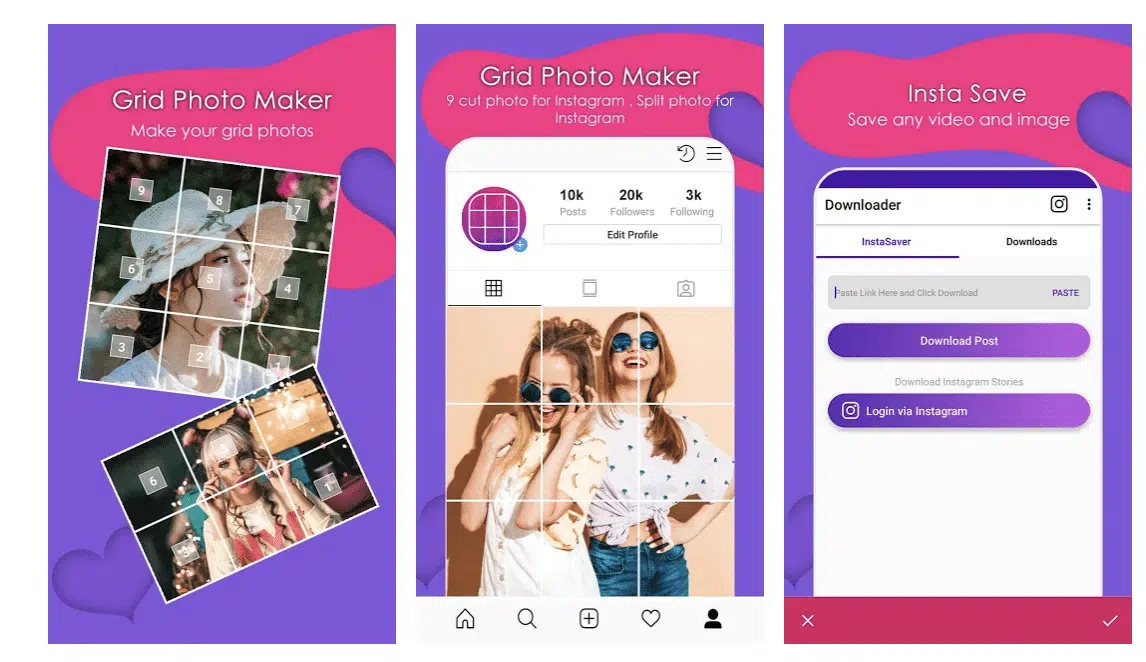 Grid Photo Maker
Make your grid photos
9
8
7
6
5
4
3
2
1
4
5
6
1
3
Grid Photo Maker
9 cut photo for Instagram , Split photo for
Instagram
10k
20k
3k
Posts
Followers
Following
Edit Profile
Insta Save
Save any video and image
Downloader
InstaSaver
Downloads
Paste Link Here and Click Download
PASTE
Download Post
Download Instagram Stories
Login via Instagram